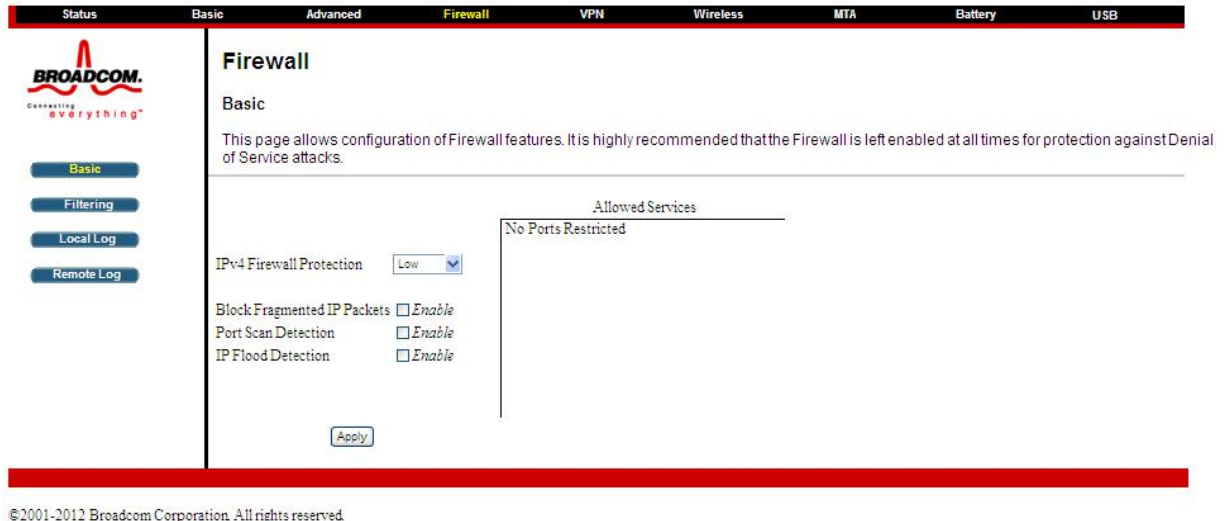 Status Basic Advanced Firewall VPN Wireless MTA Battery USB
BROADCOM.
Connecting
everything™
Basic
Filtering
Local Log
Remote Log
Firewall
Basic
This page allows configuration of Firewall features. It is highly recommended that the Firewall is left enabled at all times for protection against Denial
of Service attacks.
Allowed Services
No Ports Restricted
IPv4 Firewall Protection Low
Block Fragmented IP Packets Enable
Port Scan Detection Enable
IP Flood Detection Enable
Apply
©2001-2012 Broadcom Corporation. All rights reserved.